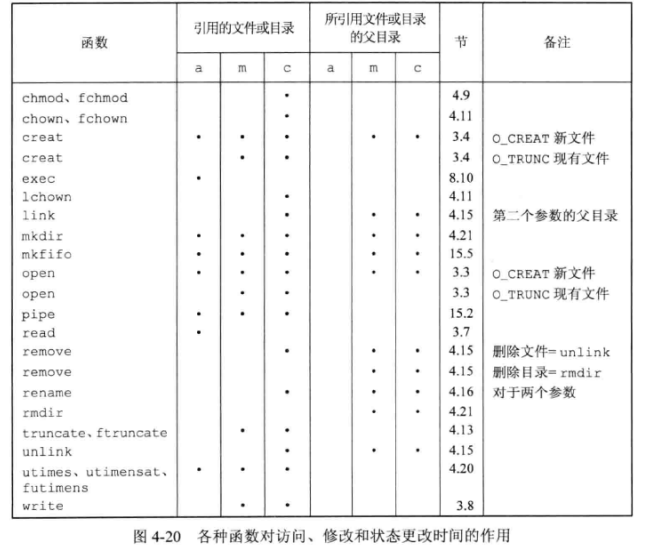 函数 引用的文件或目录 所引用文件或目录的父目录 节 备注
a m c a m c
chmod、fchmod • 4.9
chown、fchown • 4.11
creat • • • • • 3.4 O_CREAT 新文件
creat • • 3.4 O_TRUNC 现有文件
exec • 8.10
lchown • 4.11
link • • • 4.15 第二个参数的父目录
mkdir • • • • • 4.21
mkfifo • • • • • 15.5
open • • • • • 3.3 O_CREAT 新文件
open • • 3.3 O_TRUNC 现有文件
pipe • • • 15.2
read • 3.7
remove • • • 4.15 删除文件= unlink
remove • • 4.15 删除目录= rmdir
rename • • • 4.16 对于两个参数
rmdir • • 4.21
truncate、ftruncate • • 4.13
unlink • • • 4.15
utimes、utimensat、 • • • 4.20
futimens
write • • 3.8
图 4-20 各种函数对访问、修改和状态更改时间的作用